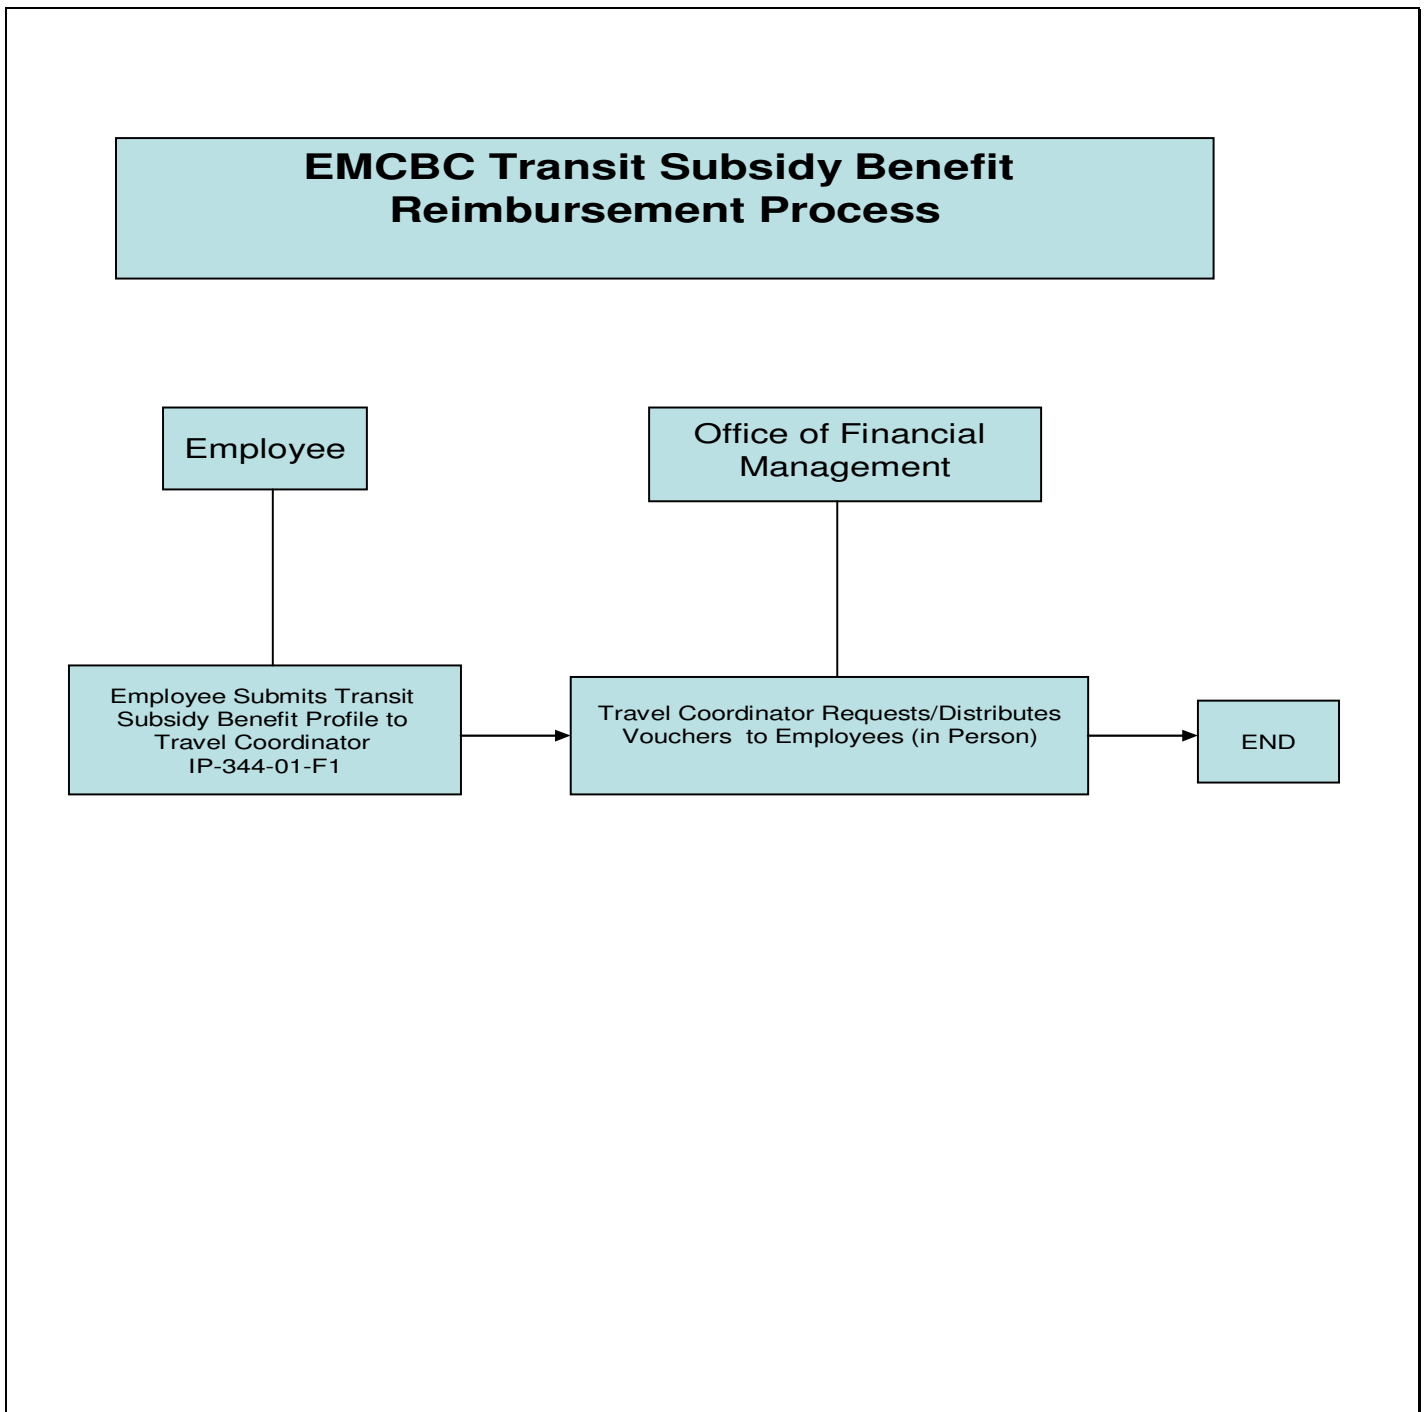 EMCBC Transit Subsidy Benefit
Reimbursement Process
Employee
Office of Financial
Management
Employee Submits Transit
Subsidy Benefit Profile to
Travel Coordinator
IP-344-01-F1
Travel Coordinator Requests/Distributes
Vouchers  to Employees (in Person)
END